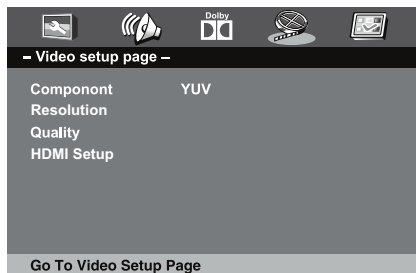 Dolby
– Video setup page –
Componont YUV
Resolution
Quality
HDMI Setup
Go To Video Setup Page